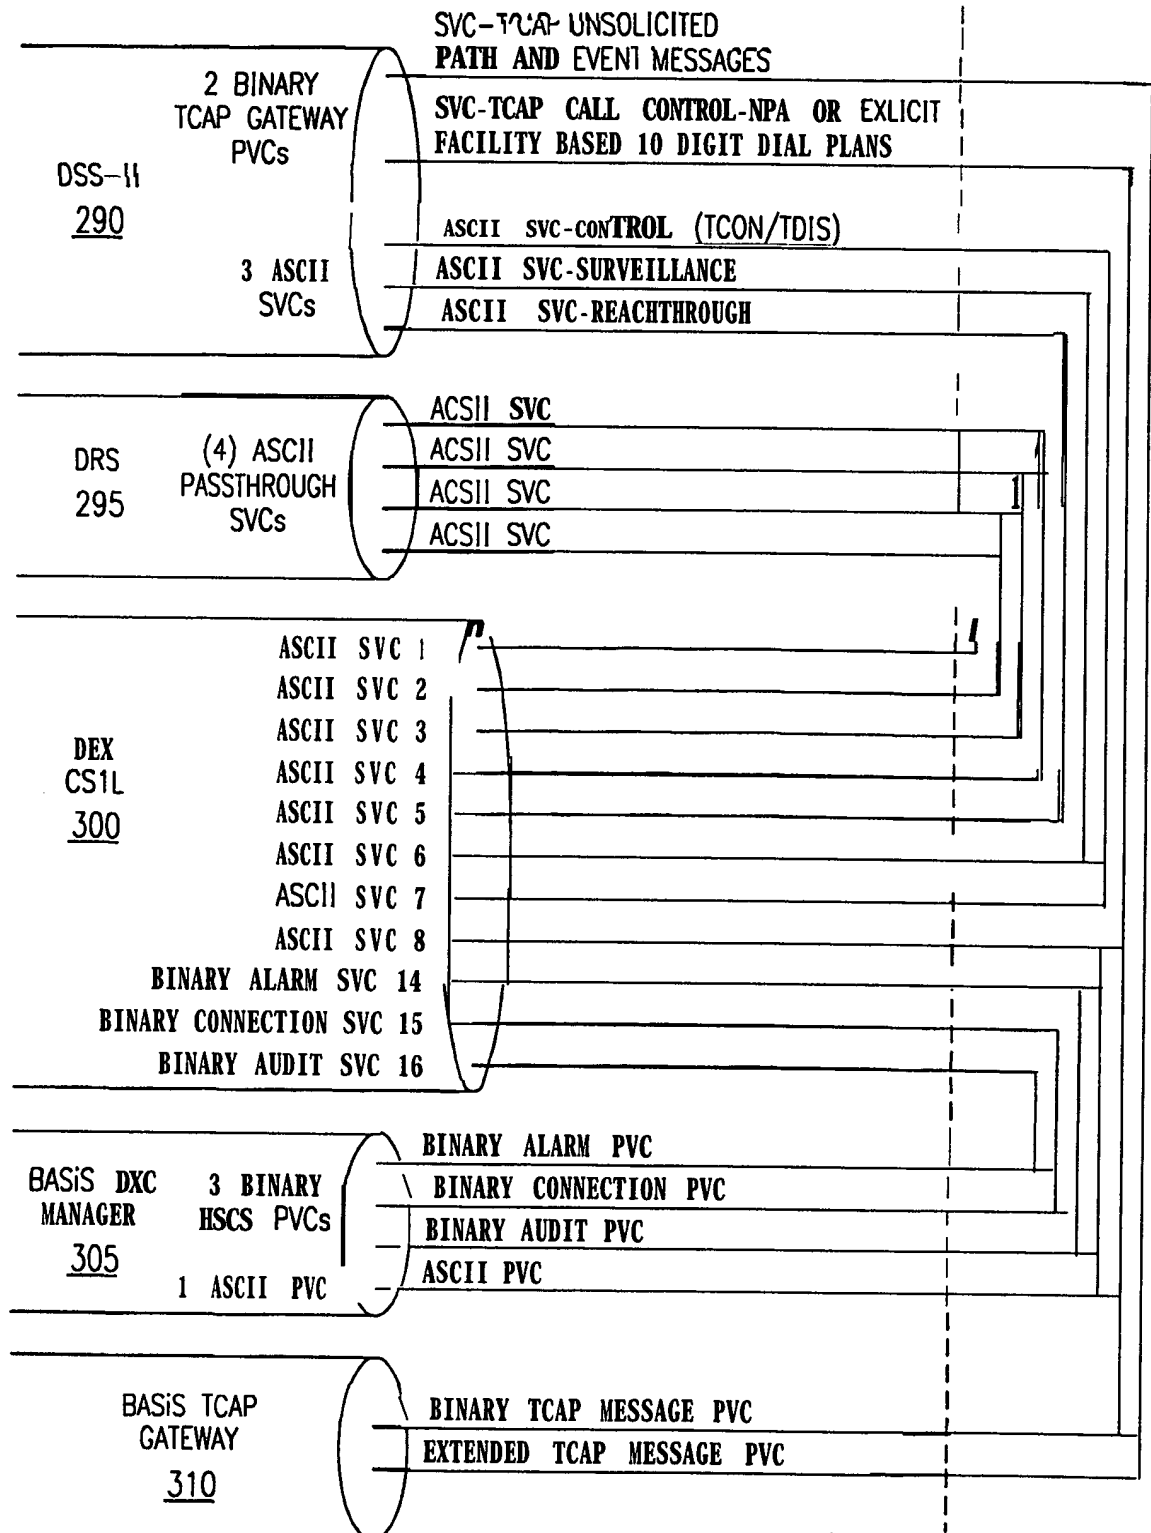 SVC-TCAP UNSOLICITED
PATH AND EVENT MESSAGES
2 BINARY
TCAP GATEWAY
PVCs
SVC-TCAP CALL CONTROL-NPA OR EXLICIT
FACILITY BASED 10 DIGIT DIAL PLANS
DSS-II
290
ASCII SVC-CONTROL (TCON/TDIS)
3 ASCII
SVCs
ASCII SVC-SURVEILLANCE
ASCII SVC-REACHTHROUGH
DRS
295
(4) ASCII
PASSTHROUGH
SVCs
ACSII SVC
ACSII SVC
ACSII SVC
ACSII SVC
DEX
CS1L
300
ASCII SVC 1
ASCII SVC 2
ASCII SVC 3
ASCII SVC 4
ASCII SVC 5
ASCII SVC 6
ASCII SVC 7
ASCII SVC 8
BINARY ALARM SVC 14
BINARY CONNECTION SVC 15
BINARY AUDIT SVC 16
BASiS DXC
MANAGER
305
3 BINARY
HSCS PVCs
1 ASCII PVC
BINARY ALARM PVC
BINARY CONNECTION PVC
BINARY AUDIT PVC
ASCII PVC
BASiS TCAP
GATEWAY
310
BINARY TCAP MESSAGE PVC
EXTENDED TCAP MESSAGE PVC